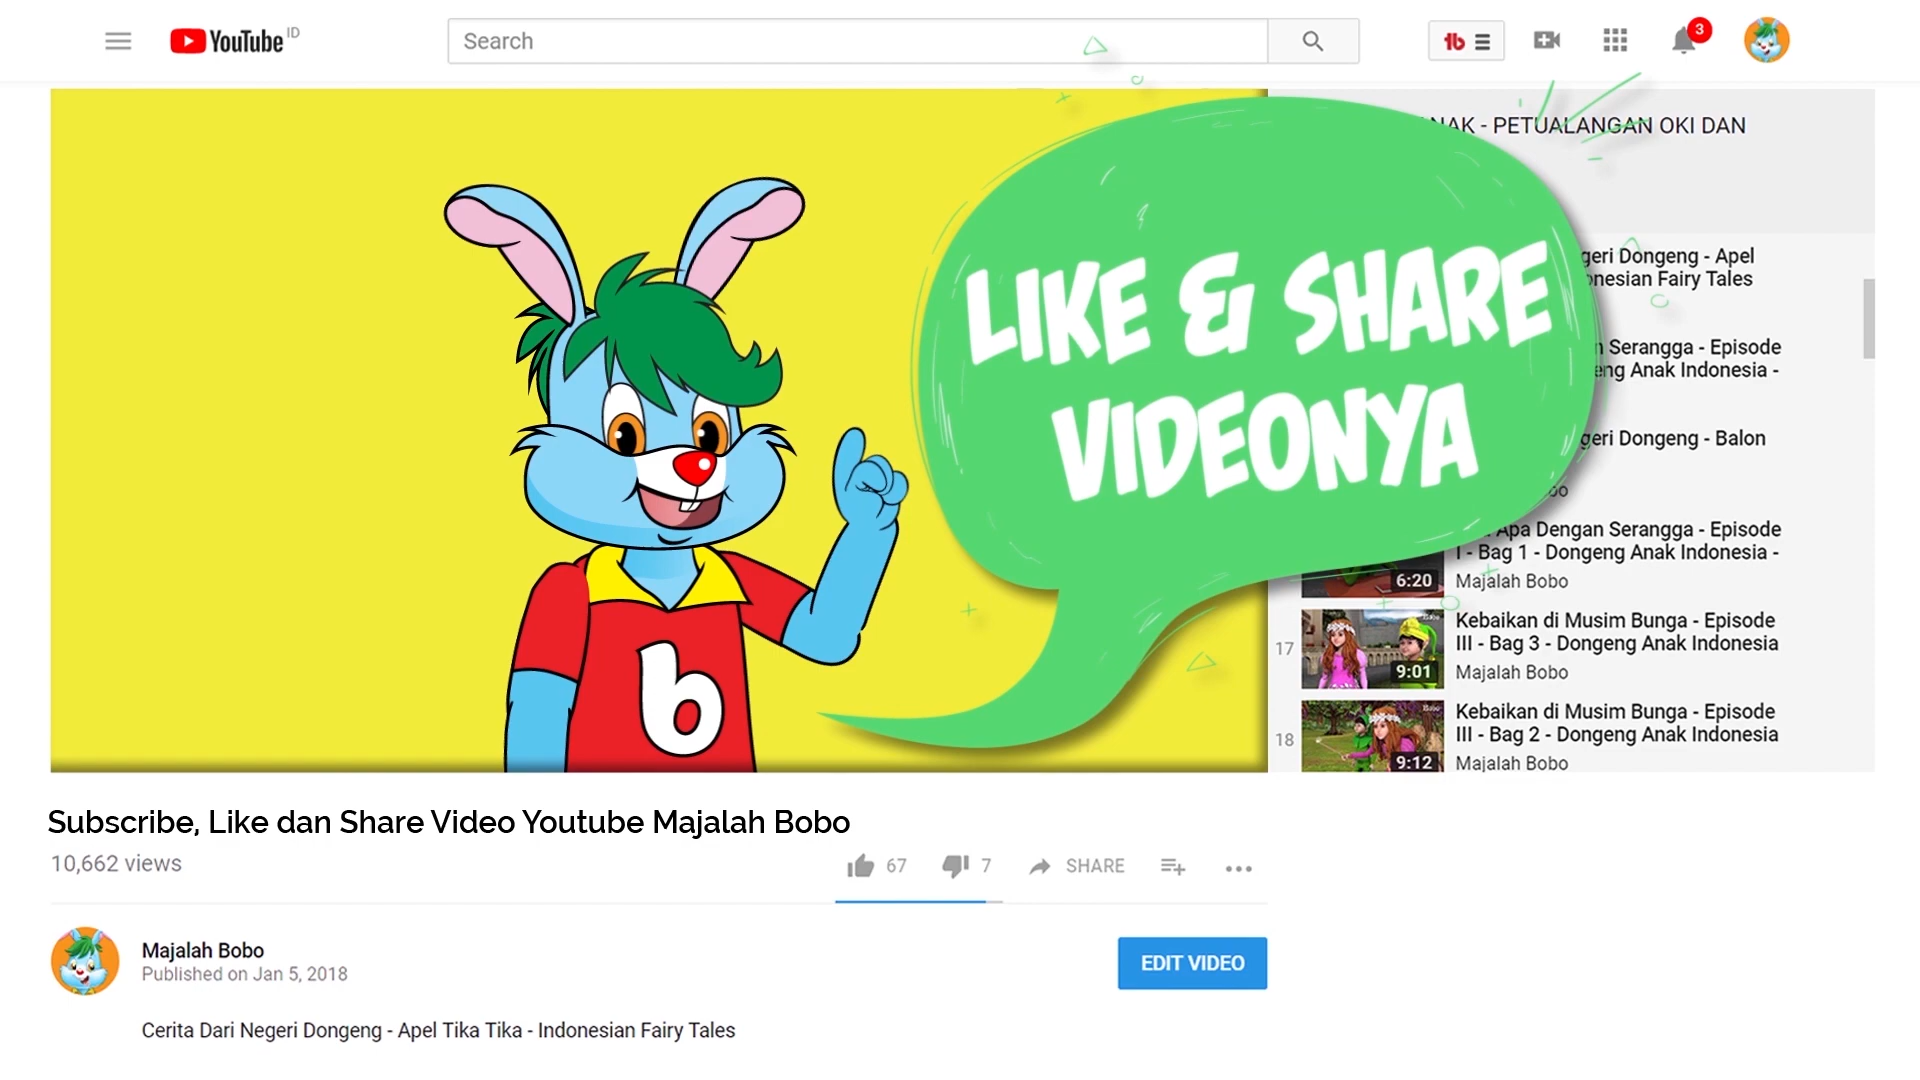 YouTube ID
Search
3
NAK - PETUALANGAN OKI DAN
LIKE & SHARE
VIDEONYA
geri Dongeng - Apel
nesian Fairy Tales
Serangga - Episode
eng Anak Indonesia -
geri Dongeng - Balon
Apa Dengan Serangga - Episode
I - Bag 1 - Dongeng Anak Indonesia -
6:20
Majalah Bobo
17
Kebaikan di Musim Bunga - Episode
III - Bag 3 - Dongeng Anak Indonesia
9:01
Majalah Bobo
18
Kebaikan di Musim Bunga - Episode
III - Bag 2 - Dongeng Anak Indonesia
9:12
Majalah Bobo
b
Subscribe, Like dan Share Video Youtube Majalah Bobo
10,662 views
67
7
SHARE
Majalah Bobo
Published on Jan 5, 2018
EDIT VIDEO
Cerita Dari Negeri Dongeng - Apel Tika Tika - Indonesian Fairy Tales